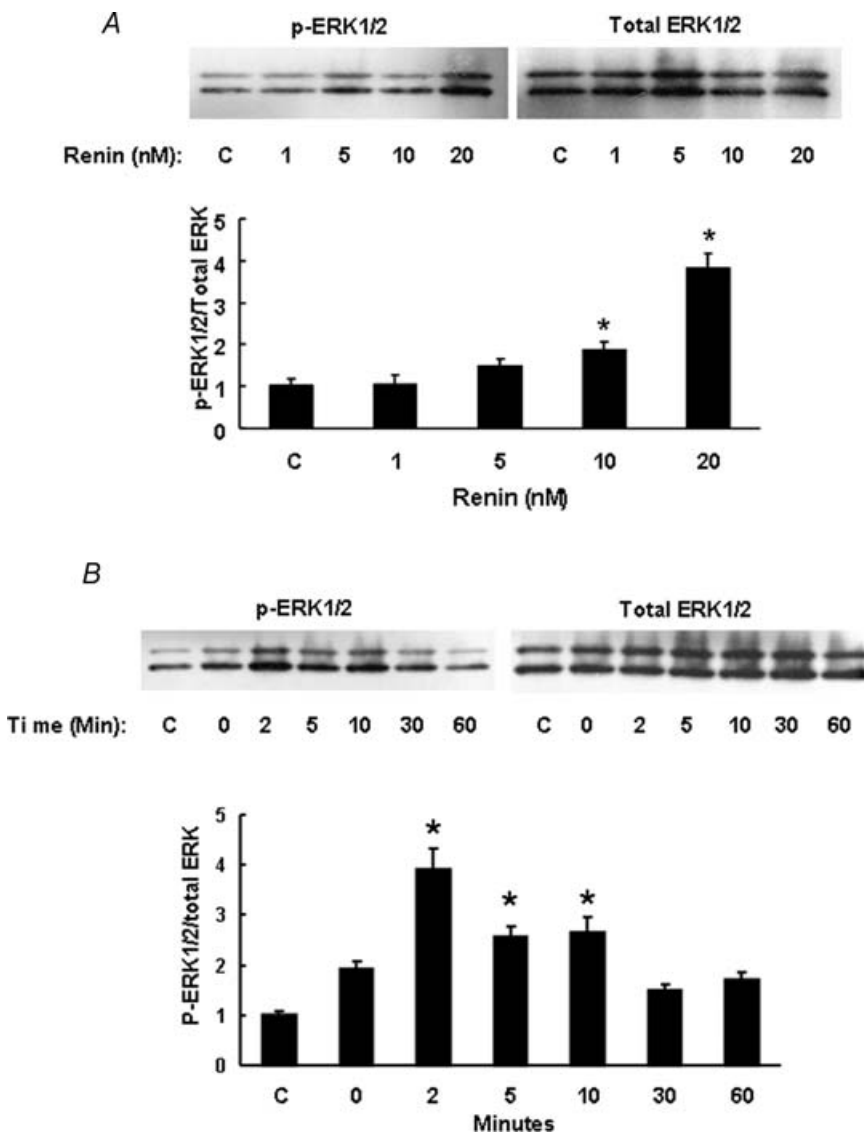 A
p-ERK1/2 Total ERK1/2
Renin (nM): C 1 5 10 20 C 1 5 10 20
p-ERK1/2/Total ERK
5
4
3
2
1
0
*
*
C 1 5 10 20
Renin (nM)
B
p-ERK1/2 Total ERK1/2
Ti me (Min): C 0 2 5 10 30 60 C 0 2 5 10 30 60
P-ERK1/2/total ERK
5
4
3
2
1
0
* * *
C 0 2 5 10 30 60
Minutes